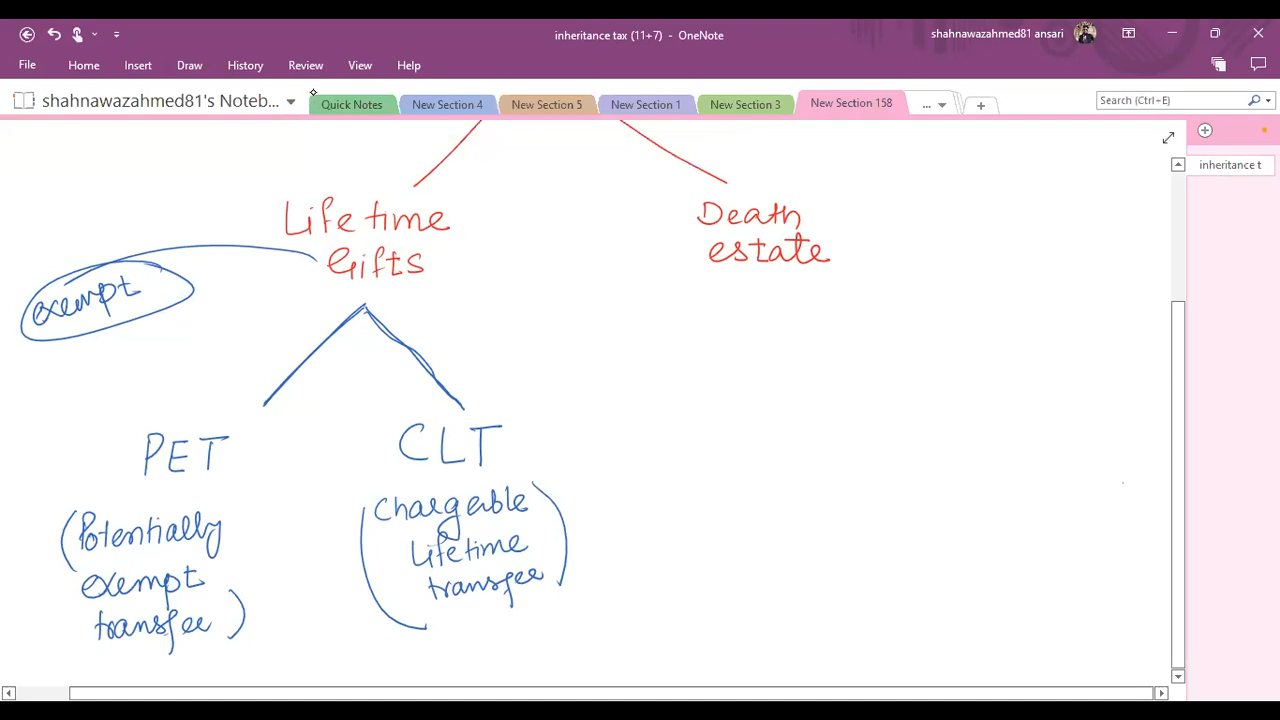 inheritance tax (11+7) - OneNote
shahnawazahmed81 ansari
File Home Insert Draw History Review View Help
shahnawazahmed81's Noteb...
Quick Notes
New Section 4
New Section 5
New Section 1
New Section 3
New Section 158
...
Search (Ctrl+E)
inheritance t
Lifetime
Gifts
Death
estate
exempt
PET
CLT
(Potentially
exempt
transfer)
(Chargeable
Lifetime
transfer)